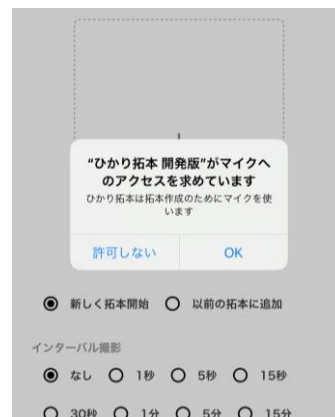 “ひかり拓本 開発版”がマイクへ
のアクセスを求めています
ひかり拓本は拓本作成のためにマイクを使
います
許可しない OK
新しく拓本開始 以前の拓本に追加
インターバル撮影
なし 1秒 5秒 15秒
30秒 1分 5分 15分